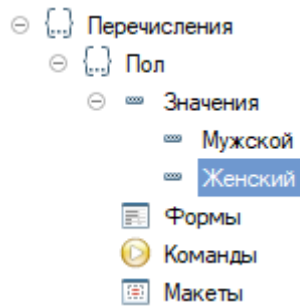 Перечисления
Пол
Значения
Мужской
Женский
Формы
Команды
Макеты